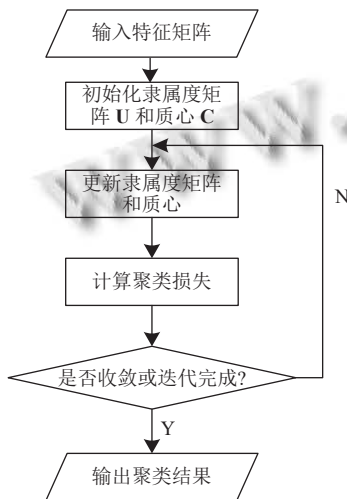 输入特征矩阵
初始化隶属度矩
阵 U 和质心 C
更新隶属度矩阵
和质心
N
计算聚类损失
是否收敛或迭代完成?
Y
输出聚类结果